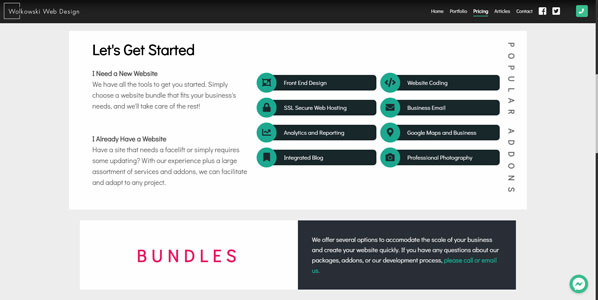 Wolkowski Web Design
Home Portfolio Pricing Articles Contact
Let's Get Started
I Need a New Website
We have all the tools to get you started. Simply
choose a website bundle that fits your business's
needs, and we'll take care of the rest!
I Already Have a Website
Have a site that needs a facelift or simply requires
some updating? With our experience plus a large
assortment of services and addons, we can facilitate
and adapt to any project.
Front End Design
Website Coding
SSL Secure Web Hosting
Business Email
Analytics and Reporting
Google Maps and Business
Integrated Blog
Professional Photography
POPULAR ADDONS
BUNDLES
We offer several options to accomodate the scale of your business
and create your website quickly. If you have any questions about our
packages, addons, or our development process, please call or email
us.